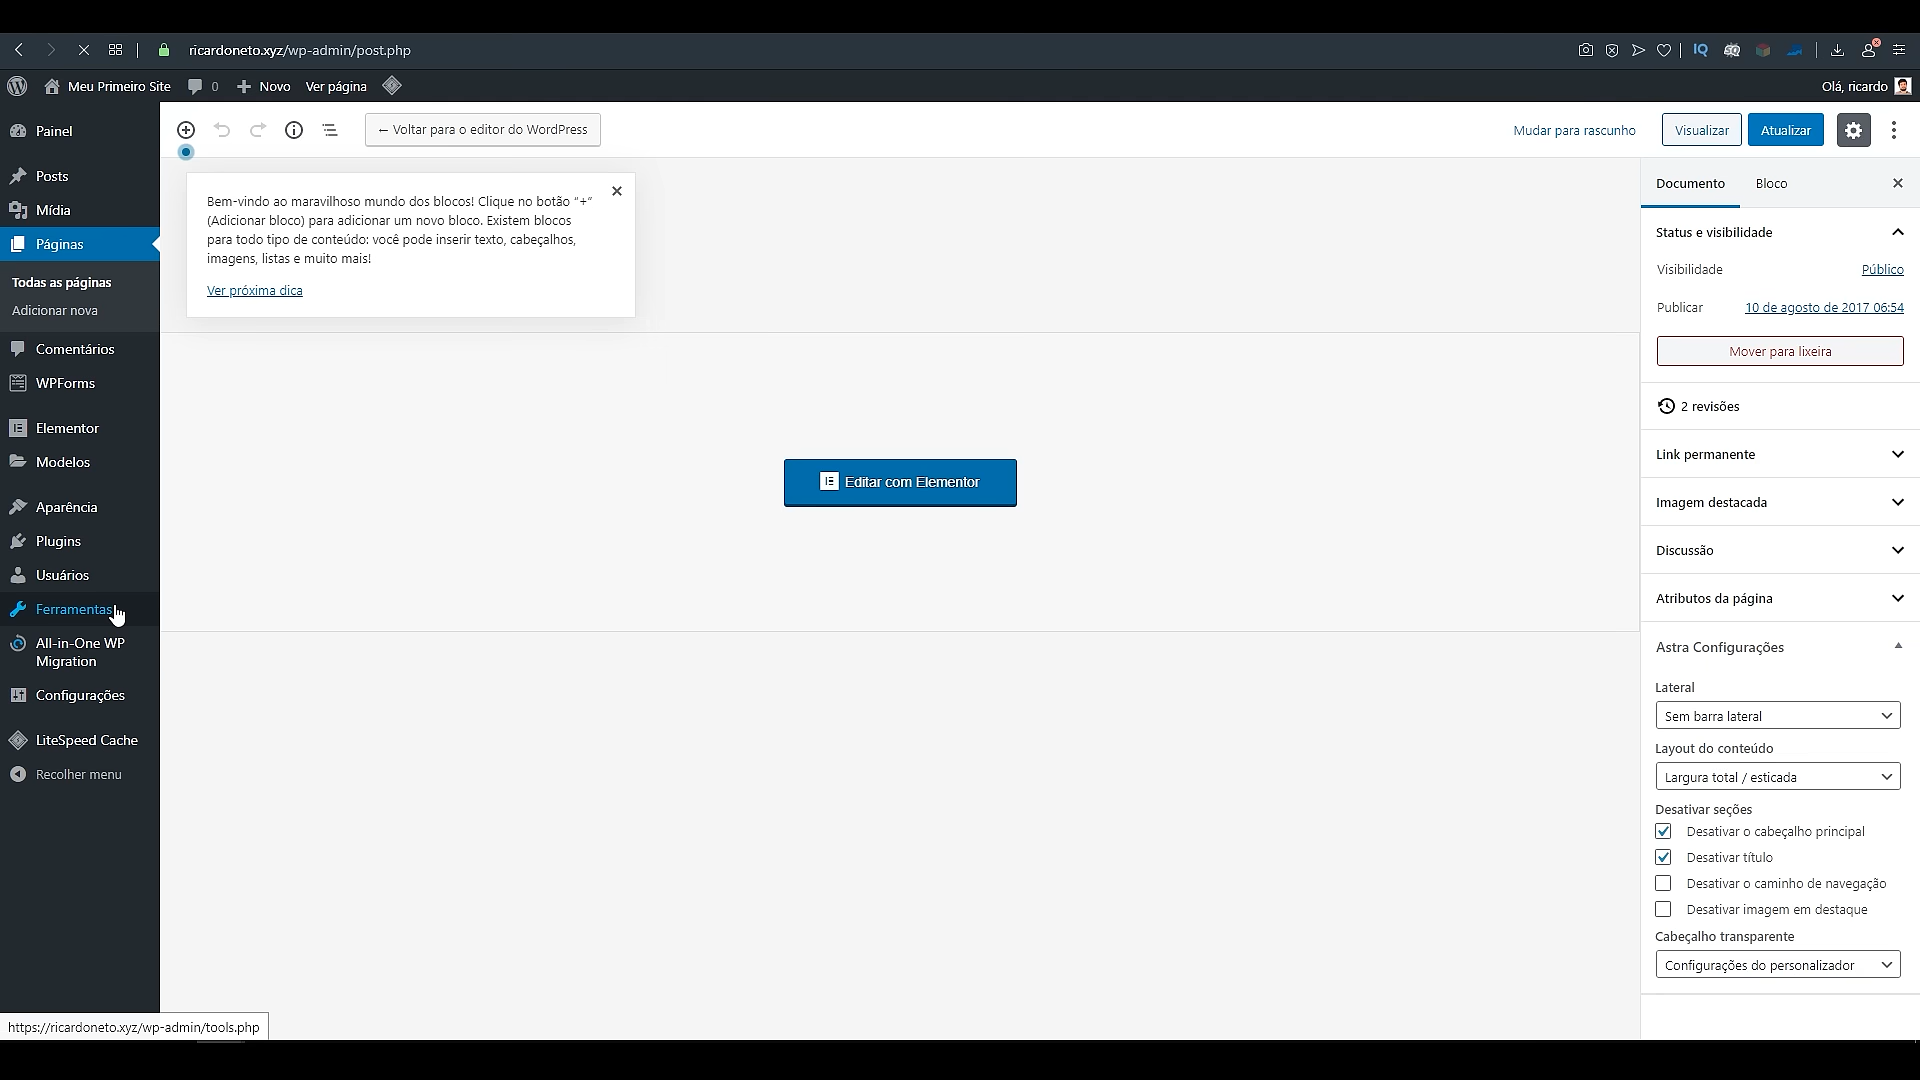 ricardoneto.xyz/wp-admin/post.php
IQ
Meu Primeiro Site
0
Novo
Ver página
Olá, ricardo
Painel
Posts
Mídia
Páginas
Todas as páginas
Adicionar nova
Comentários
WPForms
Elementor
Modelos
Aparência
Plugins
Usuários
Ferramentas
All-in-One WP
Migration
Configurações
LiteSpeed Cache
Recolher menu
https://ricardoneto.xyz/wp-admin/tools.php
← Voltar para o editor do WordPress
Mudar para rascunho
Visualizar
Atualizar
Bem-vindo ao maravilhoso mundo dos blocos! Clique no botão “+”
(Adicionar bloco) para adicionar um novo bloco. Existem blocos
para todo tipo de conteúdo: você pode inserir texto, cabeçalhos,
imagens, listas e muito mais!
Ver próxima dica
Editar com Elementor
Documento
Bloco
Status e visibilidade
Visibilidade
Público
Publicar
10 de agosto de 2017 06:54
Mover para lixeira
2 revisões
Link permanente
Imagem destacada
Discussão
Atributos da página
Astra Configurações
Lateral
Sem barra lateral
Layout do conteúdo
Largura total / esticada
Desativar seções
Desativar o cabeçalho principal
Desativar título
Desativar o caminho de navegação
Desativar imagem em destaque
Cabeçalho transparente
Configurações do personalizador